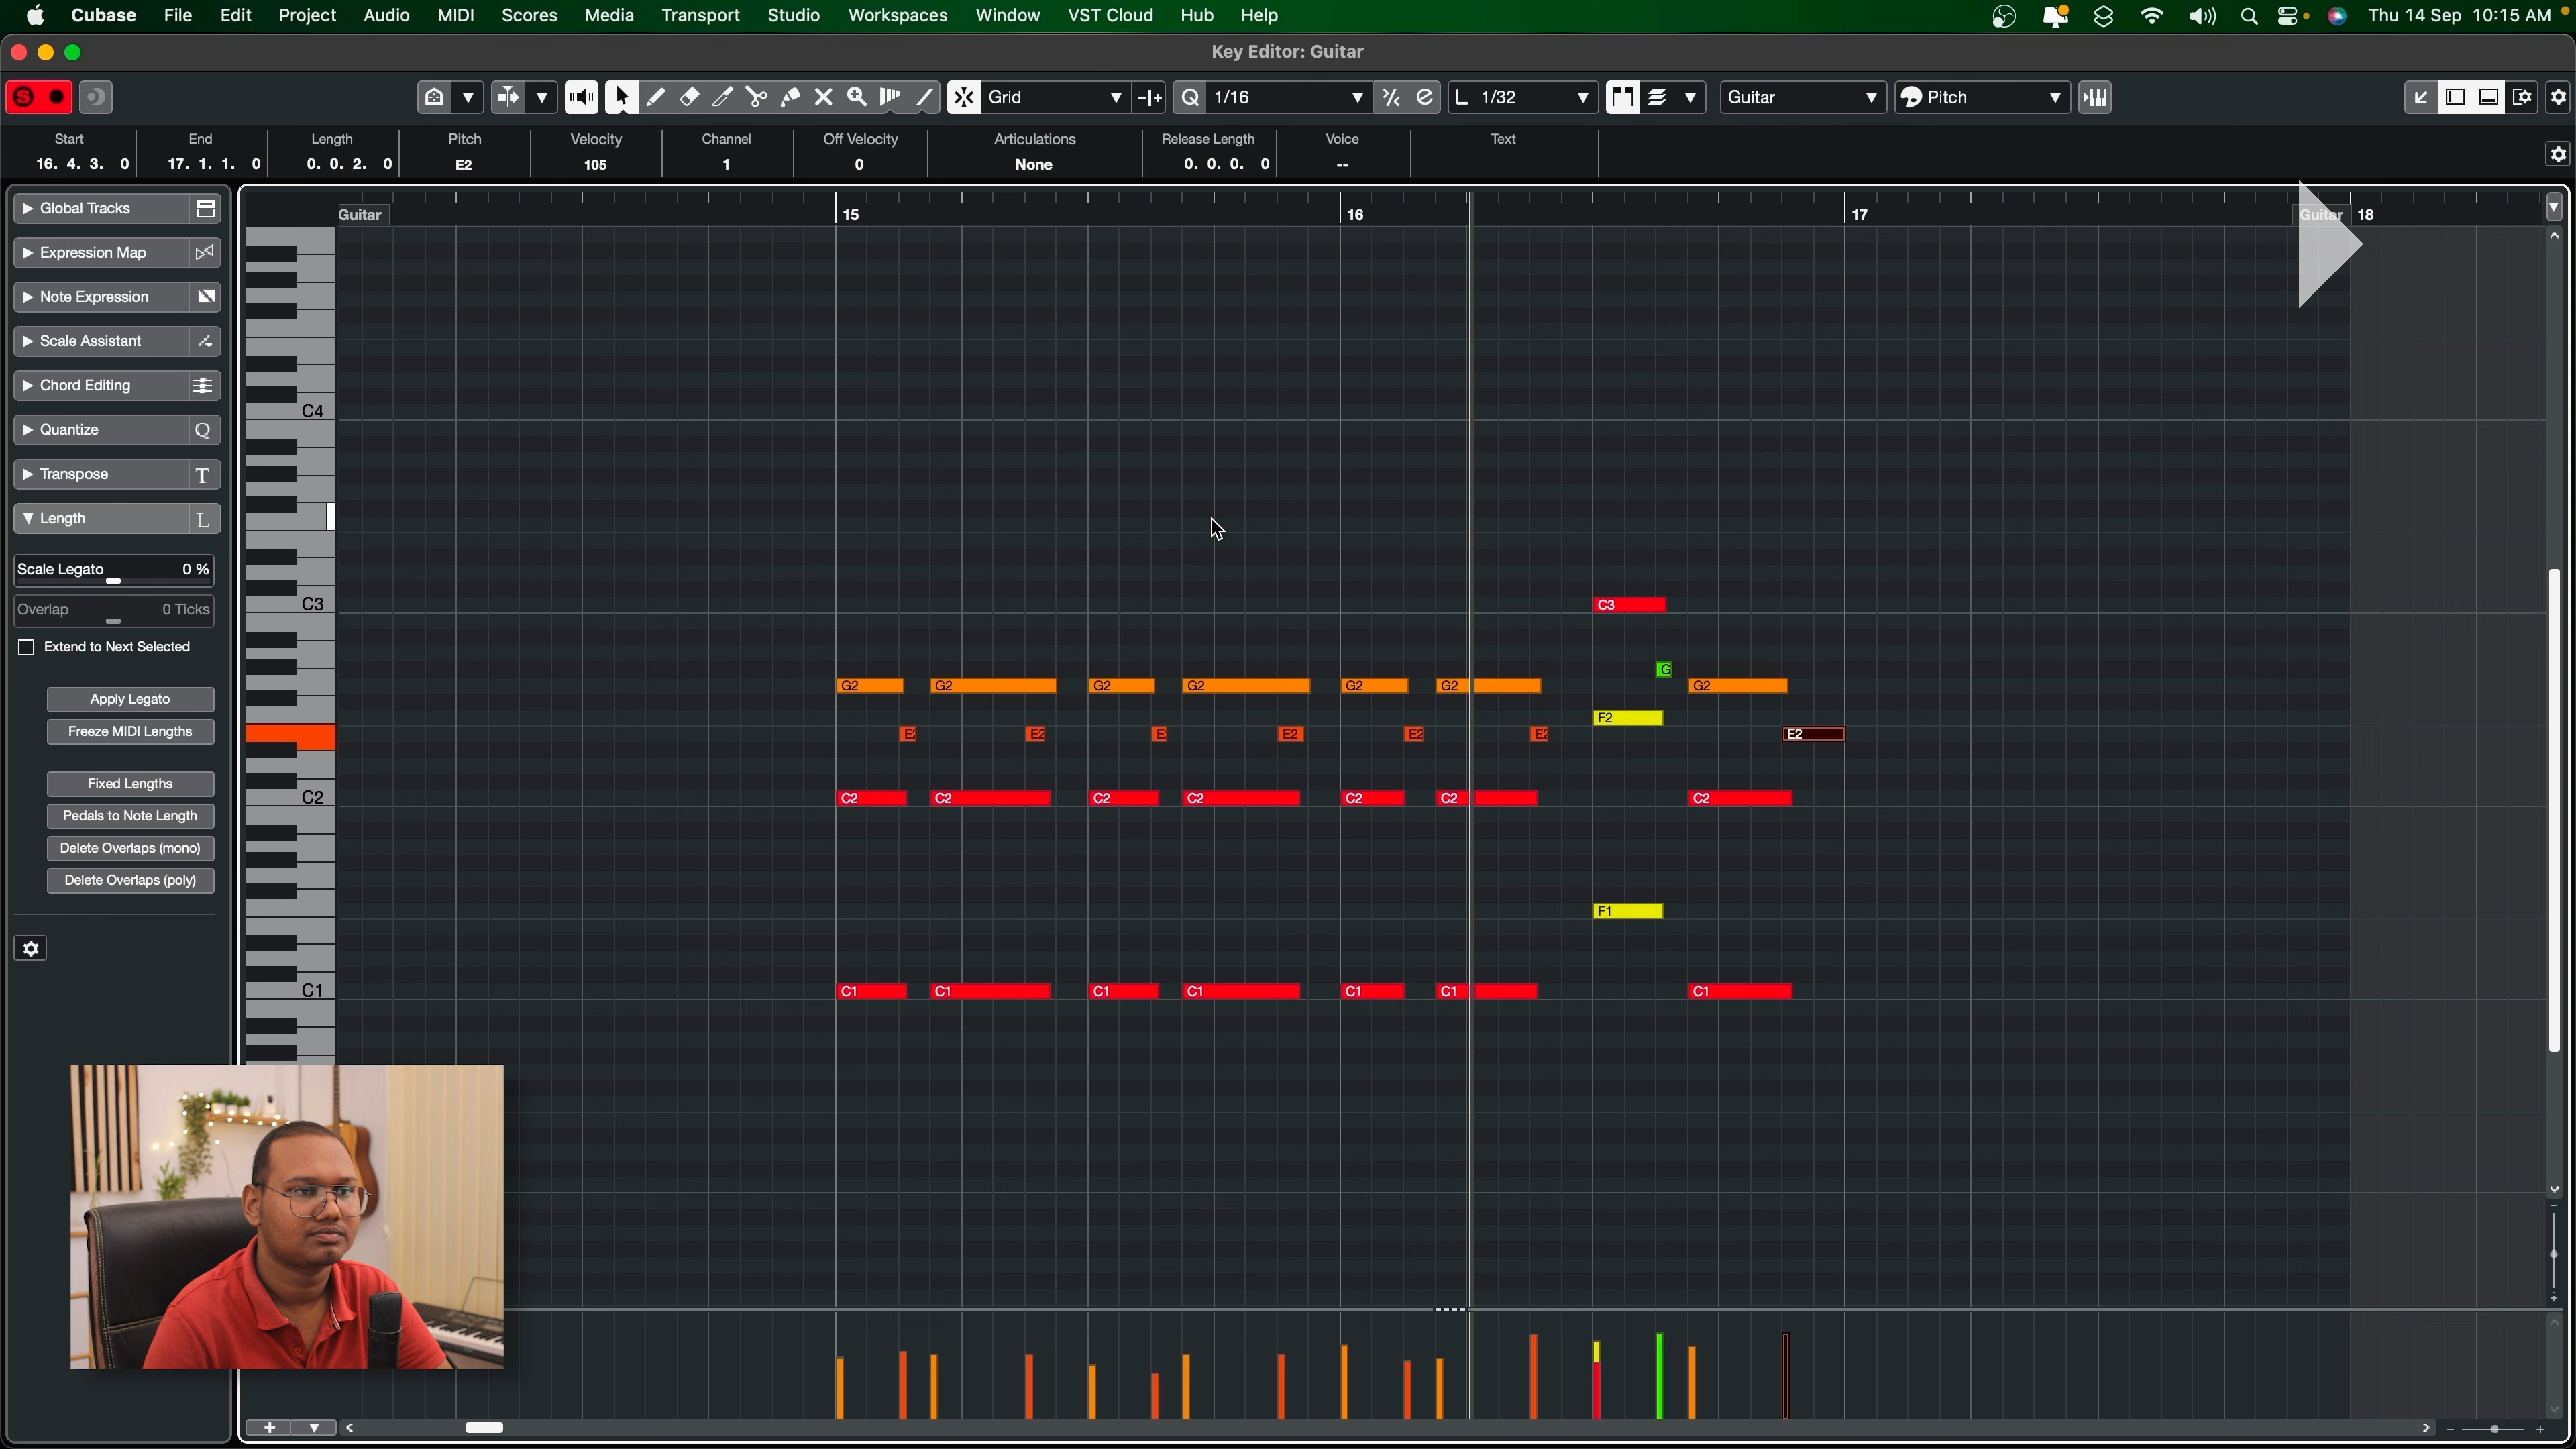 Cubase File Edit Project Audio MIDI Scores Media Transport Studio Workspaces Window VST Cloud Hub Help Thu 14 Sep 10:15 AM
Key Editor: Guitar
S Grid Q 1/16 L 1/32 Guitar Pitch
Start End Length Pitch Velocity Channel Off Velocity Articulations Release Length Voice Text
16. 4. 3. 0 17. 1. 1. 0 0. 0. 2. 0 E2 105 1 0 None 0. 0. 0. 0 --
Global Tracks
Expression Map
Note Expression
Scale Assistant
Chord Editing
Quantize Q
Transpose T
Length L
Scale Legato 0 %
Overlap 0 Ticks
Extend to Next Selected
Apply Legato
Freeze MIDI Lengths
Fixed Lengths
Pedals to Note Length
Delete Overlaps (mono)
Delete Overlaps (poly)
Guitar 15 16 17 Guitar 18
C4
C3 C3
G
G2 G2 G2 G2 G2 G2 G2
F2
E2 E2 E E2 E2 E2 E2
C2 C2 C2 C2 C2 C2 C2 C2
F1
C1 C1 C1 C1 C1 C1 C1 C1